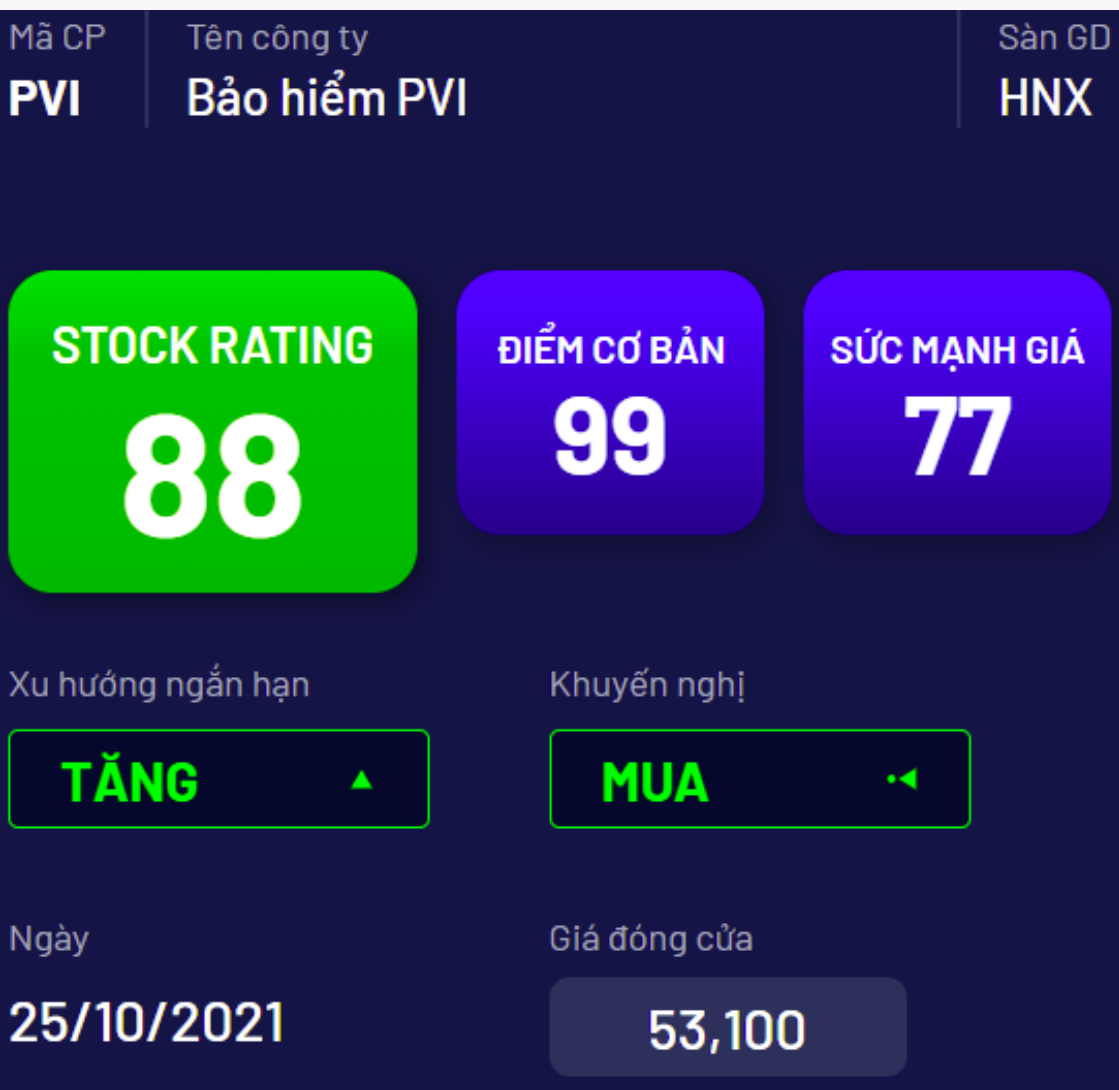 Mã CP
PVI
Tên công ty
Bảo hiểm PVI
Sàn GD
HNX
STOCK RATING
88
ĐIỂM CƠ BẢN
99
SỨC MẠNH GIÁ
77
Xu hướng ngắn hạn
TĂNG
Khuyến nghị
MUA
Ngày
25/10/2021
Giá đóng cửa
53,100